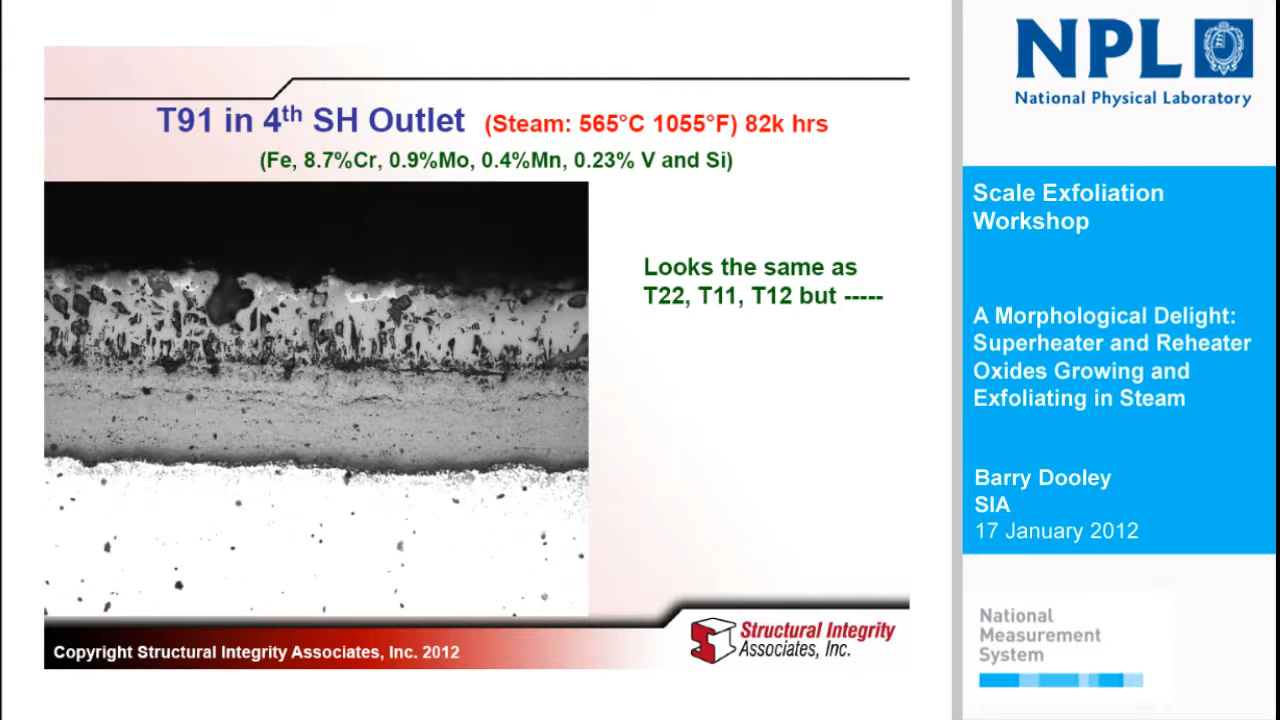 T91 in 4th SH Outlet (Steam: 565°C 1055°F) 82k hrs
(Fe, 8.7%Cr, 0.9%Mo, 0.4%Mn, 0.23% V and Si)
Looks the same as
T22, T11, T12 but -----
Copyright Structural Integrity Associates, Inc. 2012
Structural Integrity
Associates, Inc.
NPL
National Physical Laboratory
Scale Exfoliation
Workshop
A Morphological Delight:
Superheater and Reheater
Oxides Growing and
Exfoliating in Steam
Barry Dooley
SIA
17 January 2012
National
Measurement
System